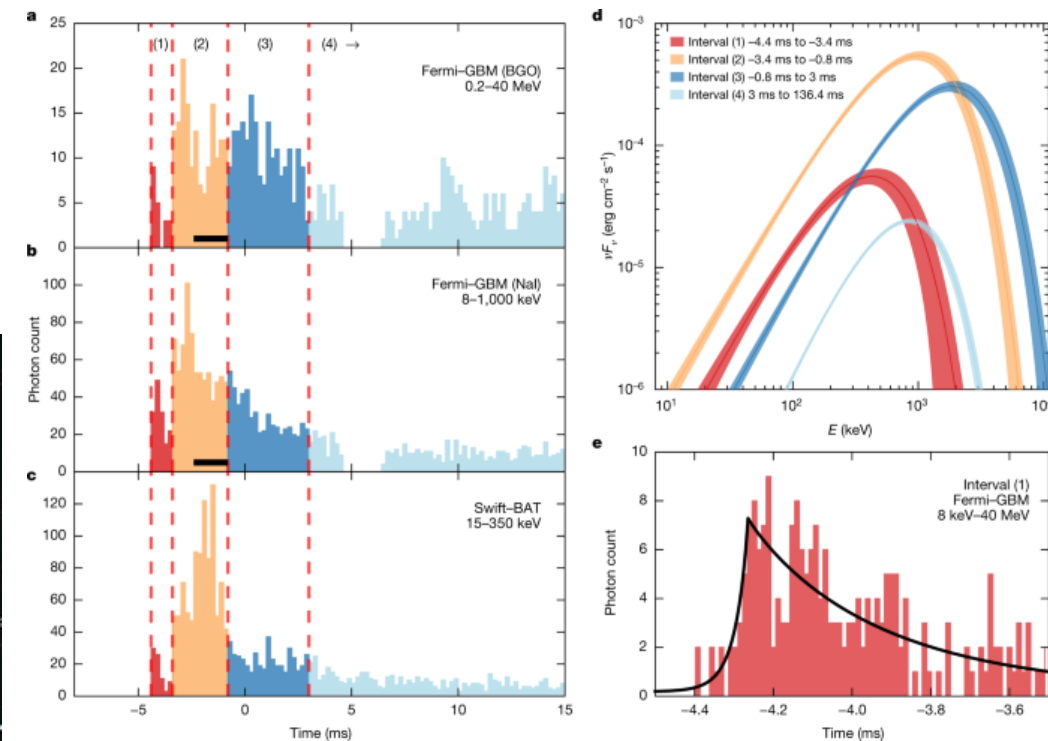 a
25
20
15
10
5
0
(1)
(2)
(3)
(4) →
Fermi–GBM (BGO)
0.2–40 MeV
b
100
80
60
40
20
0
Fermi–GBM (NaI)
8–1,000 keV
Photon count
c
120
100
80
60
40
20
0
Swift–BAT
15–350 keV
−5
0
5
10
15
Time (ms)
d
10⁻³
10⁻⁴
10⁻⁵
10⁻⁶
νFν (erg cm⁻² s⁻¹)
Interval (1) −4.4 ms to −3.4 ms
Interval (2) −3.4 ms to −0.8 ms
Interval (3) −0.8 ms to 3 ms
Interval (4) 3 ms to 136.4 ms
10¹
10²
10³
E (keV)
e
10
8
6
4
2
0
Photon count
Interval (1)
Fermi–GBM
8 keV–40 MeV
−4.4
−4.2
−4.0
−3.8
−3.6
Time (ms)